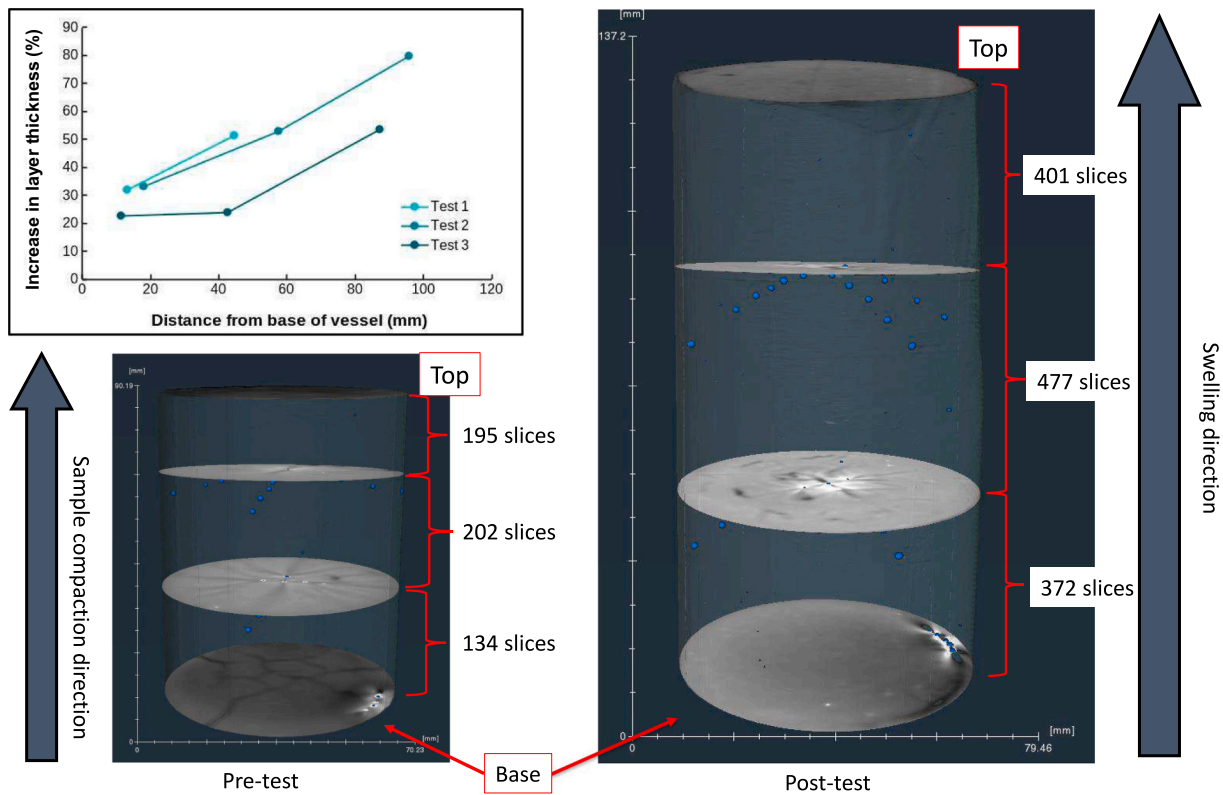 Increase in layer thickness (%)
90
80
70
60
50
40
30
20
10
0
0 20 40 60 80 100 120
Distance from base of vessel (mm)
Test 1
Test 2
Test 3
[mm]
137.2
Top
401 slices
477 slices
372 slices
0
0
[mm]
79.46
Post-test
Swelling direction
Sample compaction direction
[mm]
90.19
Top
195 slices
202 slices
134 slices
0
0
[mm]
70.23
Pre-test
Base